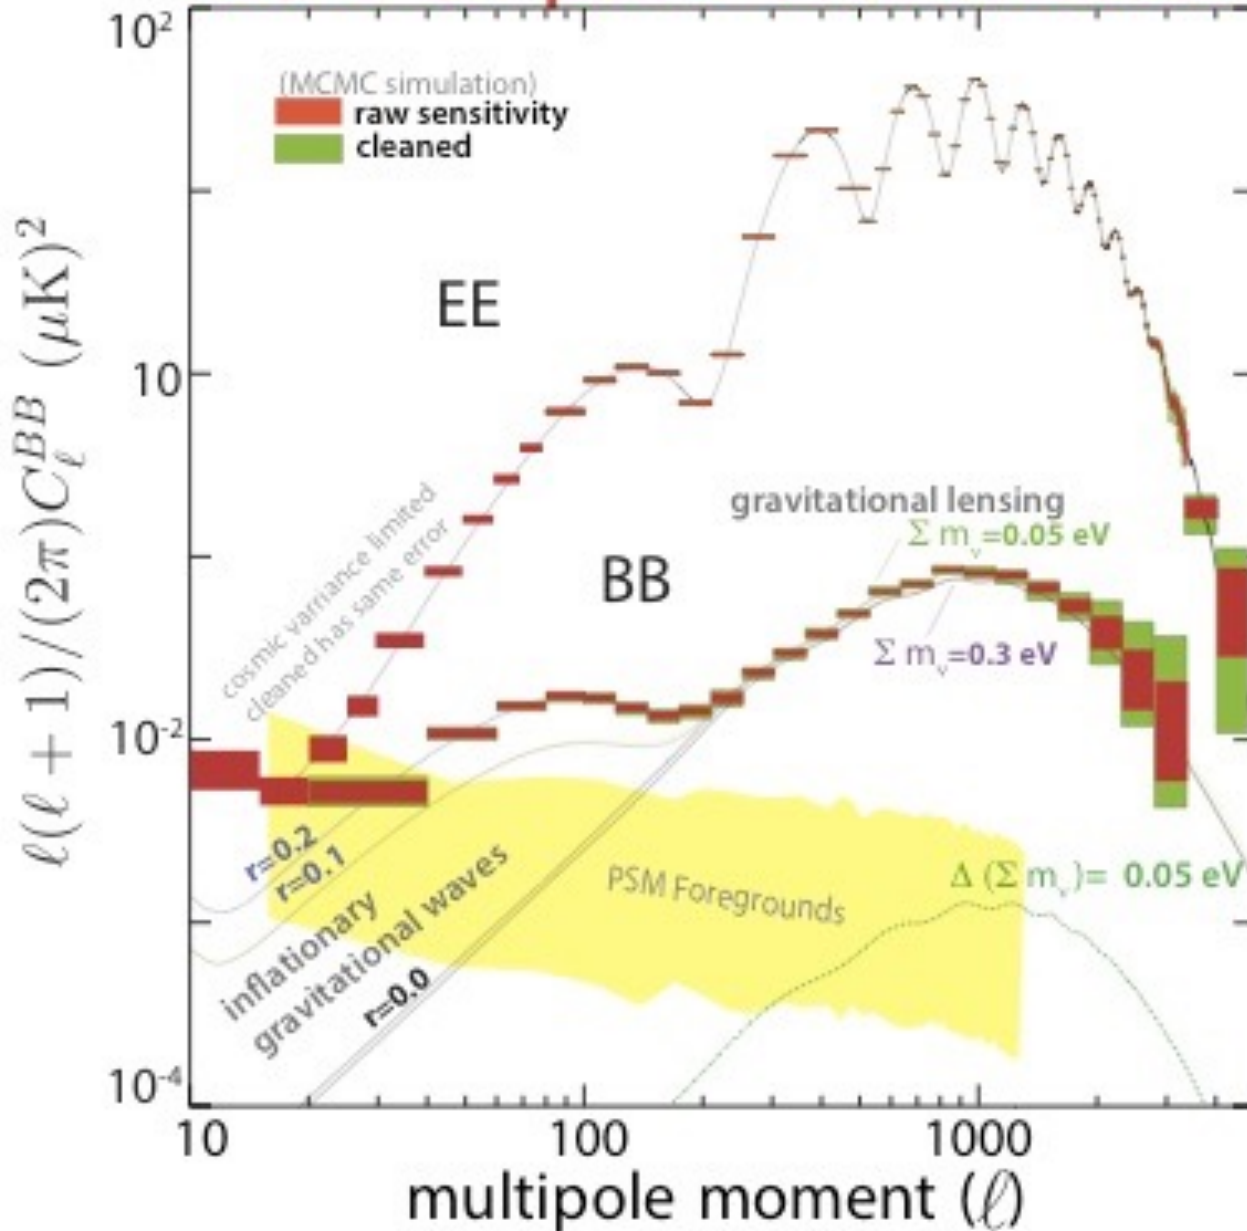 10²
(MCMC simulation)
raw sensitivity
cleaned
EE
10
ℓ(ℓ + 1)/(2π)C_ℓ^{BB} (μK)²
cosmic varriance limited
cleaned has same error
gravitational lensing
Σ m_ν=0.05 eV
BB
Σ m_ν=0.3 eV
10⁻²
r=0.2
r=0.1
PSM Foregrounds
Δ (Σ m_ν)= 0.05 eV
inflationary
gravitational waves
r=0.0
10⁻⁴
10 100 1000
multipole moment (ℓ)